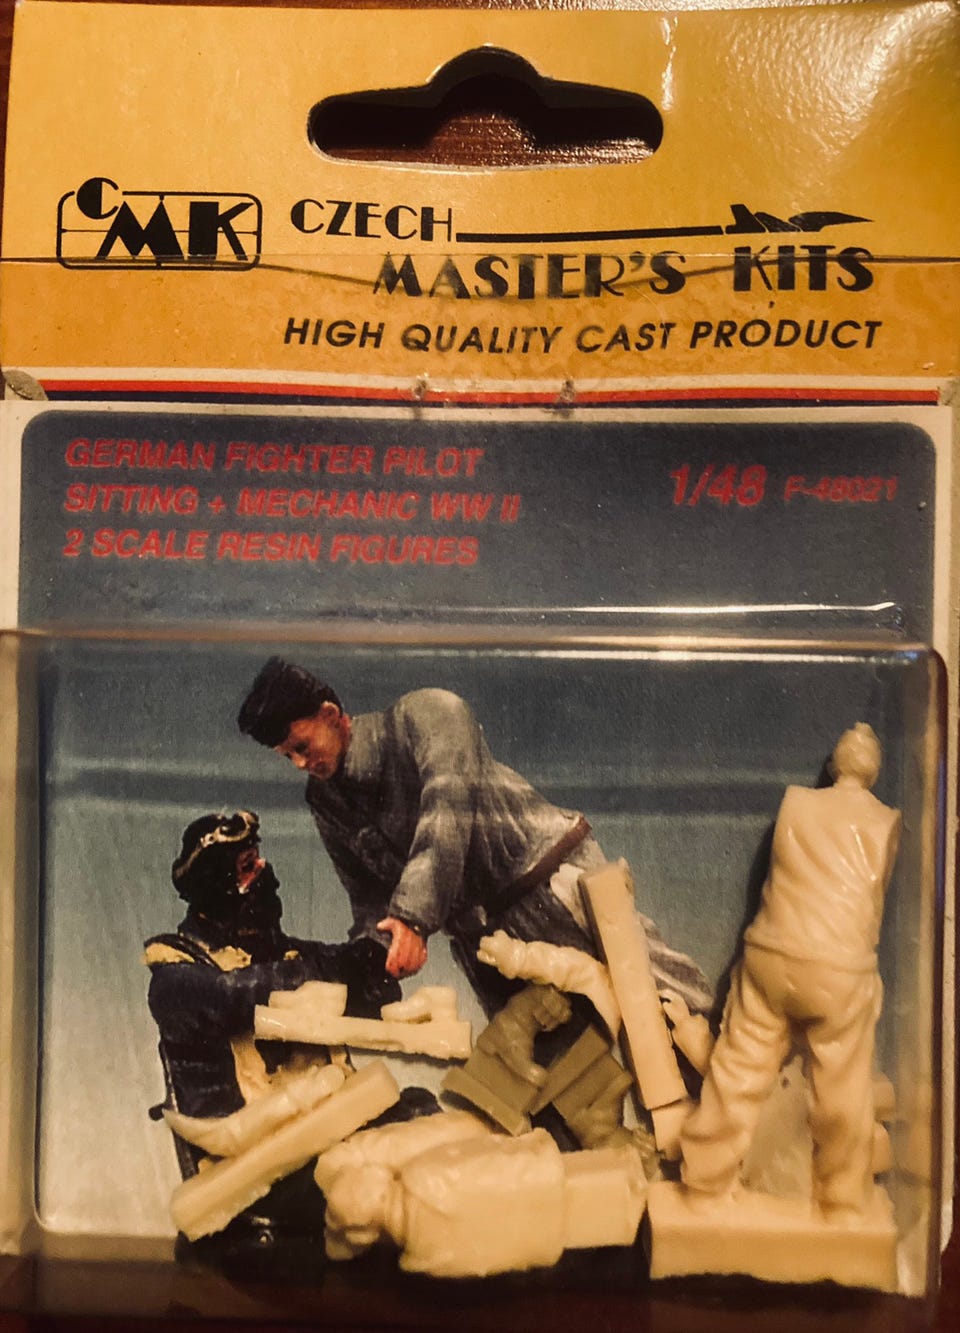 CMK CZECH
MASTER'S KITS
HIGH QUALITY CAST PRODUCT
GERMAN FIGHTER PILOT
SITTING + MECHANIC WW II
2 SCALE RESIN FIGURES
1/48 F-48021